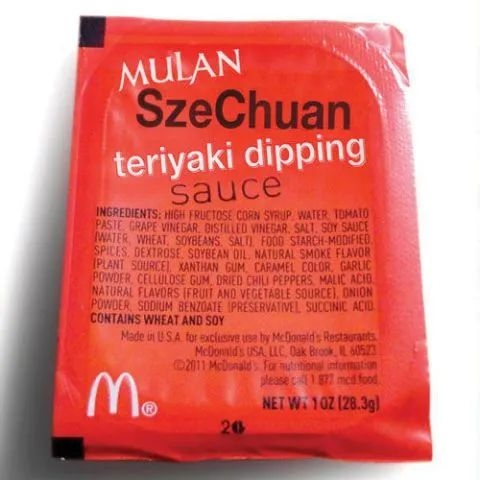 MULAN
SzeChuan
teriyaki dipping
sauce
INGREDIENTS: HIGH FRUCTOSE CORN SYRUP, WATER, TOMATO
PASTE, GRAPE VINEGAR, DISTILLED VINEGAR, SALT, SOY SAUCE
[WATER, WHEAT, SOYBEANS, SALT], FOOD STARCH-MODIFIED,
SPICES, DEXTROSE, SOYBEAN OIL, NATURAL SMOKE FLAVOR
[PLANT SOURCE], XANTHAN GUM, CARAMEL COLOR, GARLIC
POWDER, CELLULOSE GUM, DRIED CHILI PEPPERS, MALIC ACID,
NATURAL FLAVORS [FRUIT AND VEGETABLE SOURCE], ONION
POWDER, SODIUM BENZOATE [PRESERVATIVE], SUCCINIC ACID.
CONTAINS WHEAT AND SOY
Made in U.S.A. for exclusive use by McDonald's Restaurants.
McDonald's USA, LLC, Oak Brook, IL 60523
©2011 McDonald's. For nutritional information
please call 1.877 mcd.food.
M®
NET WT 1 OZ (28.3g)
2